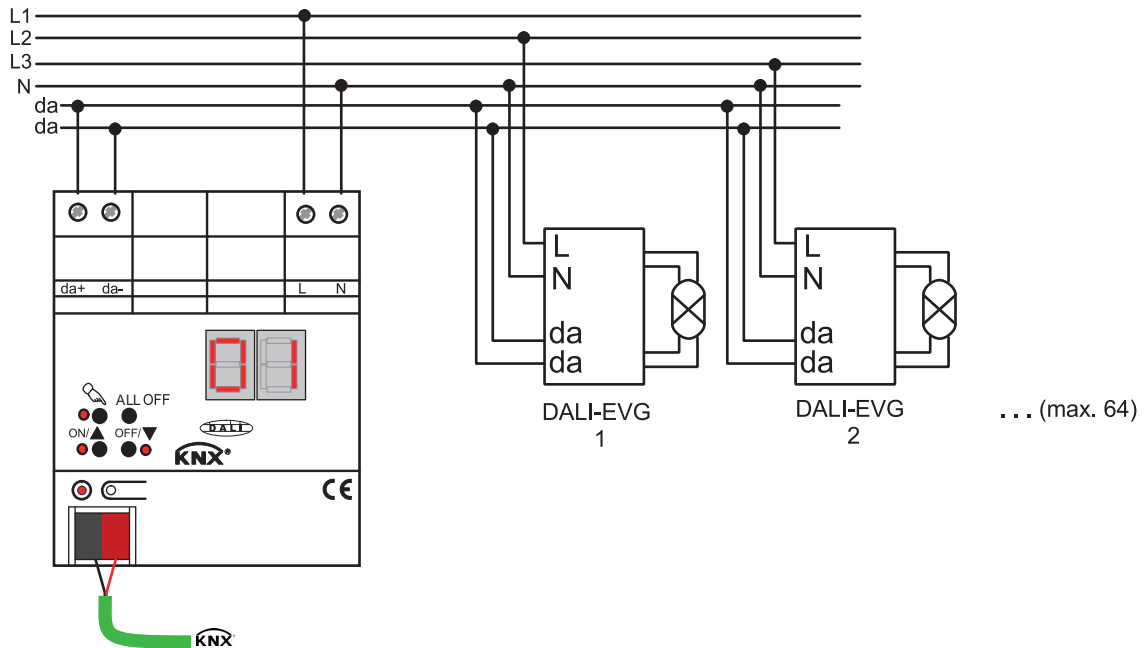 L1
L2
L3
N
da
da
da+ da- L N
01
ALL OFF
ON/▲ OFF/▼
DALI
KNX®
CE
KNX
L
N
da
da
DALI-EVG
1
L
N
da
da
DALI-EVG
2
... (max. 64)